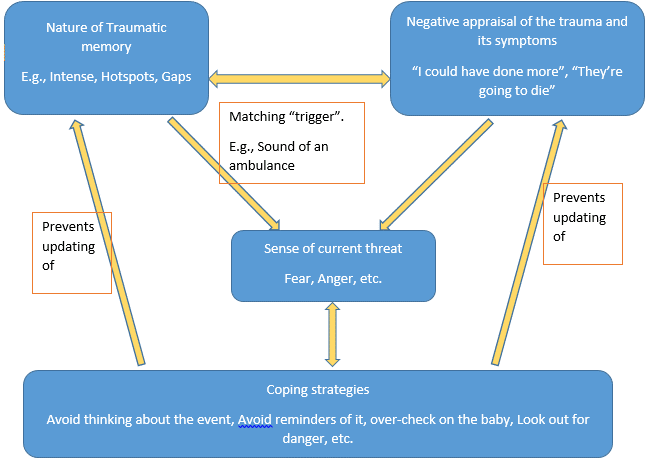 Nature of Traumatic
memory
E.g., Intense, Hotspots, Gaps
Negative appraisal of the trauma and
its symptoms
“I could have done more”, “They’re
going to die”
Matching “trigger”.
E.g., Sound of an
ambulance
Prevents
updating
of
Prevents
updating
of
Sense of current threat
Fear, Anger, etc.
Coping strategies
Avoid thinking about the event, Avoid reminders of it, over-check on the baby, Look out for
danger, etc.